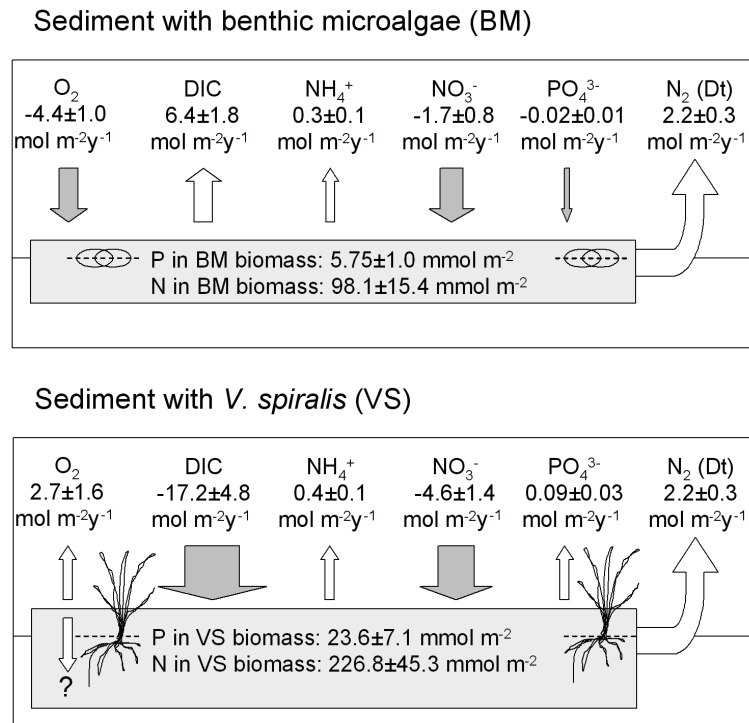 Sediment with benthic microalgae (BM)
O₂ DIC NH₄⁺ NO₃⁻ PO₄³⁻ N₂ (Dt)
-4.4±1.0 6.4±1.8 0.3±0.1 -1.7±0.8 -0.02±0.01 2.2±0.3
mol m⁻²y⁻¹ mol m⁻²y⁻¹ mol m⁻²y⁻¹ mol m⁻²y⁻¹ mol m⁻²y⁻¹ mol m⁻²y⁻¹
P in BM biomass: 5.75±1.0 mmol m⁻²
N in BM biomass: 98.1±15.4 mmol m⁻²
Sediment with V. spiralis (VS)
O₂ DIC NH₄⁺ NO₃⁻ PO₄³⁻ N₂ (Dt)
2.7±1.6 -17.2±4.8 0.4±0.1 -4.6±1.4 0.09±0.03 2.2±0.3
mol m⁻²y⁻¹ mol m⁻²y⁻¹ mol m⁻²y⁻¹ mol m⁻²y⁻¹ mol m⁻²y⁻¹ mol m⁻²y⁻¹
P in VS biomass: 23.6±7.1 mmol m⁻²
N in VS biomass: 226.8±45.3 mmol m⁻²
?